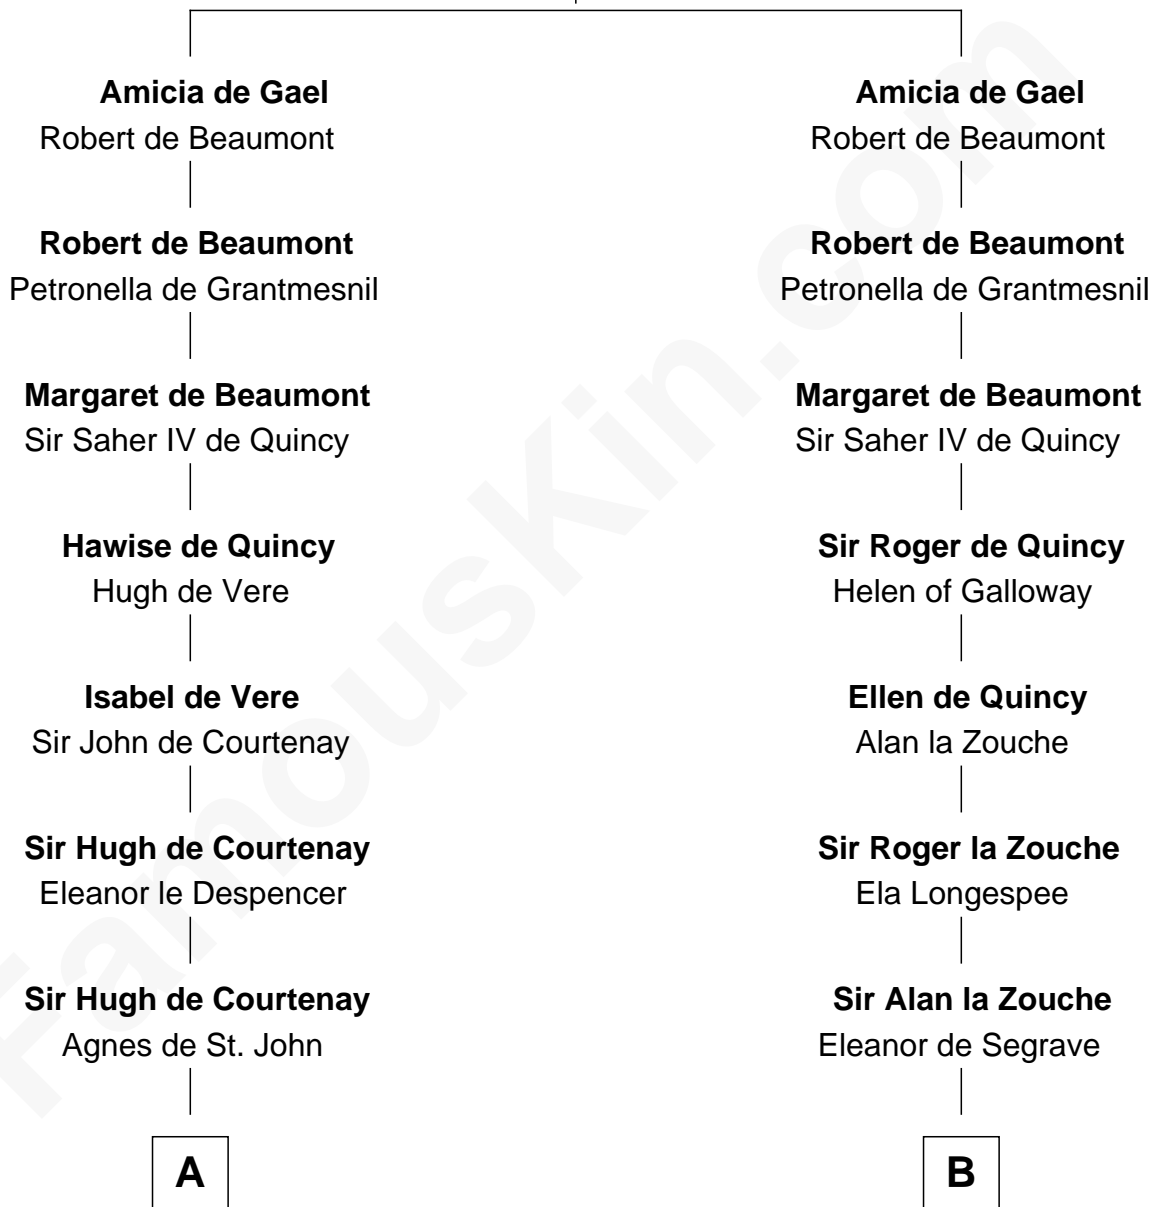 Amicia de Gael
Robert de Beaumont
Robert de Beaumont
Petronella de Grantmesnil
Margaret de Beaumont
Sir Saher IV de Quincy
Hawise de Quincy
Hugh de Vere
Isabel de Vere
Sir John de Courtenay
Sir Hugh de Courtenay
Eleanor le Despencer
Sir Hugh de Courtenay
Agnes de St. John
A
Amicia de Gael
Robert de Beaumont
Robert de Beaumont
Petronella de Grantmesnil
Margaret de Beaumont
Sir Saher IV de Quincy
Sir Roger de Quincy
Helen of Galloway
Ellen de Quincy
Alan la Zouche
Sir Roger la Zouche
Ela Longespee
Sir Alan la Zouche
Eleanor de Segrave
B
FamousKin.com